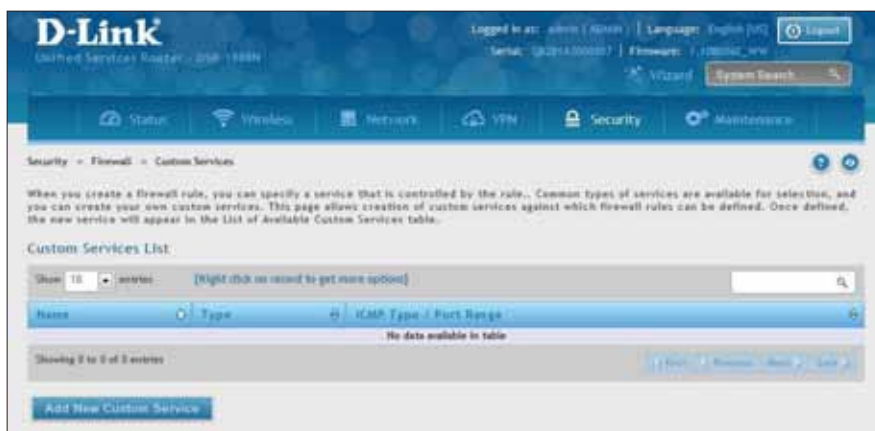 D-Link
Unified Services Router - DSR-1000N
Logged in as: admin ( ADMIN ) | Language: English [US]
Logout
Serial: | Firmware:
Wizard
System Search
Status
Wireless
Network
VPN
Security
Maintenance
Security » Firewall » Custom Services
When you create a firewall rule, you can specify a service that is controlled by the rule.. Common types of services are available for selection, and
you can create your own custom services. This page allows creation of custom services against which firewall rules can be defined. Once defined,
the new service will appear in the List of Available Custom Services table.
Custom Services List
Show 10 entries
[Right click on record to get more options]
Name
Type
ICMP Type / Port Range
No data available in table
Showing 0 to 0 of 0 entries
First
Previous
Next
Last
Add New Custom Service